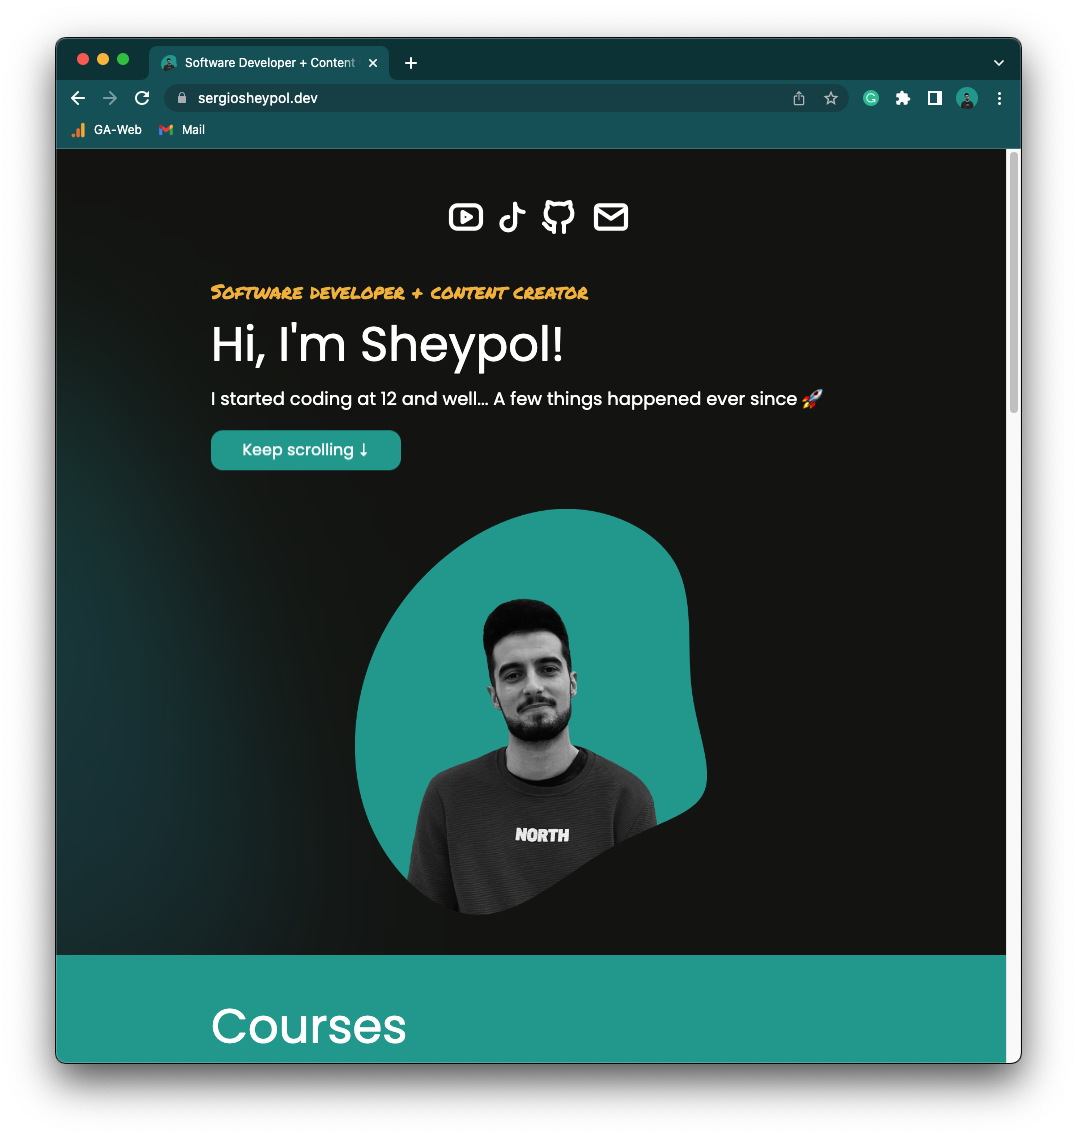 Software Developer + Content
sergiosheypol.dev
GA-Web
Mail
Software developer + content creator
Hi, I'm Sheypol!
I started coding at 12 and well... A few things happened ever since 🚀
Keep scrolling ↓
NORTH
Courses